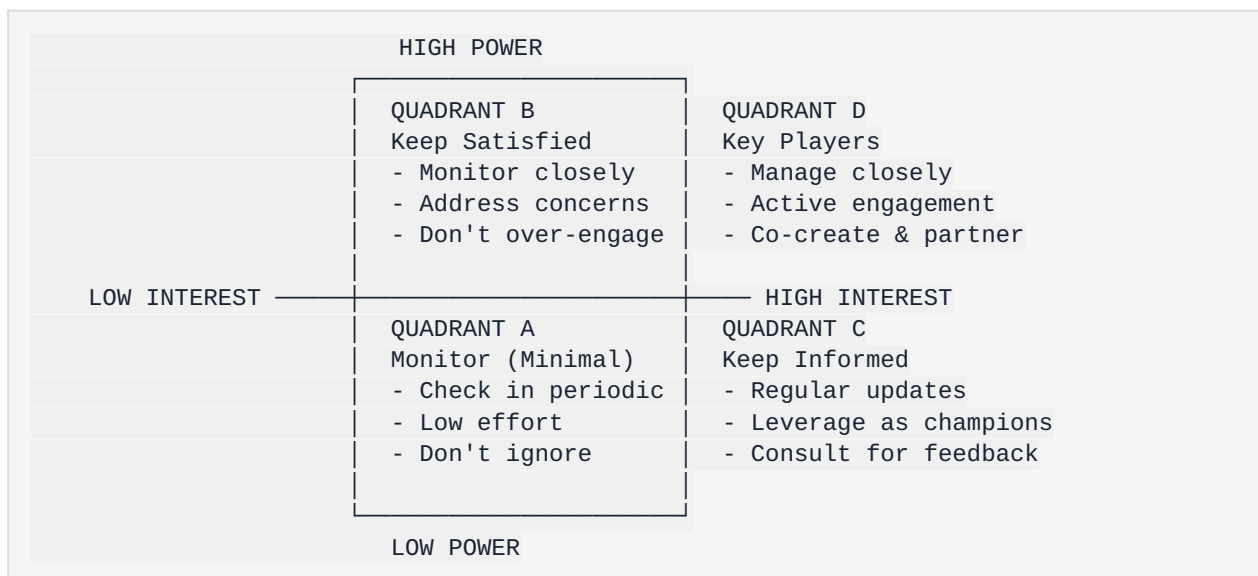 HIGH POWER
QUADRANT B QUADRANT D
Keep Satisfied Key Players
- Monitor closely - Manage closely
- Address concerns - Active engagement
- Don't over-engage - Co-create & partner
LOW INTEREST HIGH INTEREST
QUADRANT A QUADRANT C
Monitor (Minimal) Keep Informed
- Check in periodic - Regular updates
- Low effort - Leverage as champions
- Don't ignore - Consult for feedback
LOW POWER